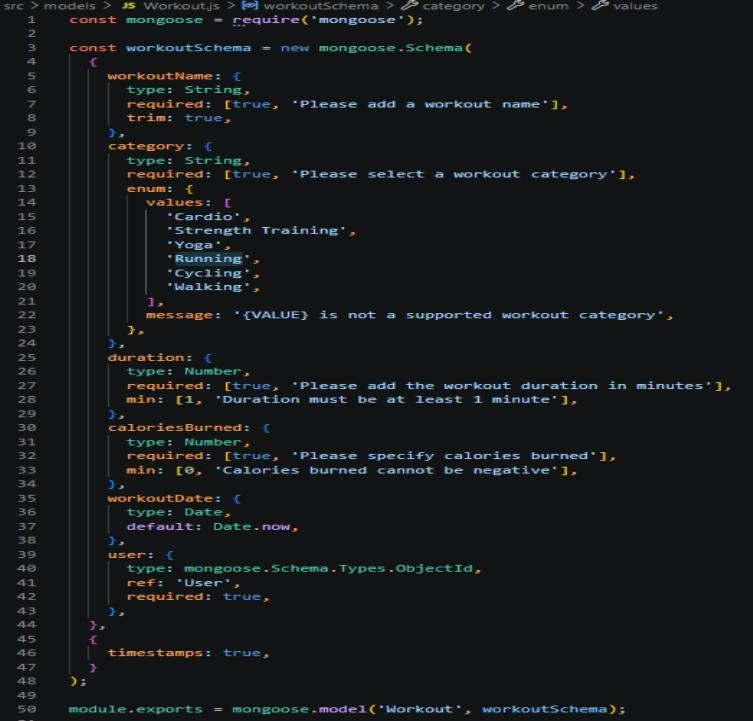 src > models > JS Workout.js > workoutSchema > category > enum > values
1 const mongoose = require('mongoose');
2
3 const workoutSchema = new mongoose.Schema(
4   {
5     workoutName: {
6       type: String,
7       required: [true, 'Please add a workout name'],
8       trim: true,
9     },
10     category: {
11       type: String,
12       required: [true, 'Please select a workout category'],
13       enum: {
14         values: [
15           'Cardio',
16           'Strength Training',
17           'Yoga',
18           'Running',
19           'Cycling',
20           'Walking',
21         ],
22         message: '{VALUE} is not a supported workout category',
23       },
24     },
25     duration: {
26       type: Number,
27       required: [true, 'Please add the workout duration in minutes'],
28       min: [1, 'Duration must be at least 1 minute'],
29     },
30     caloriesBurned: {
31       type: Number,
32       required: [true, 'Please specify calories burned'],
33       min: [0, 'Calories burned cannot be negative'],
34     },
35     workoutDate: {
36       type: Date,
37       default: Date.now,
38     },
39     user: {
40       type: mongoose.Schema.Types.ObjectId,
41       ref: 'User',
42       required: true,
43     },
44   },
45   {
46     timestamps: true,
47   }
48 );
49
50 module.exports = mongoose.model('Workout', workoutSchema);